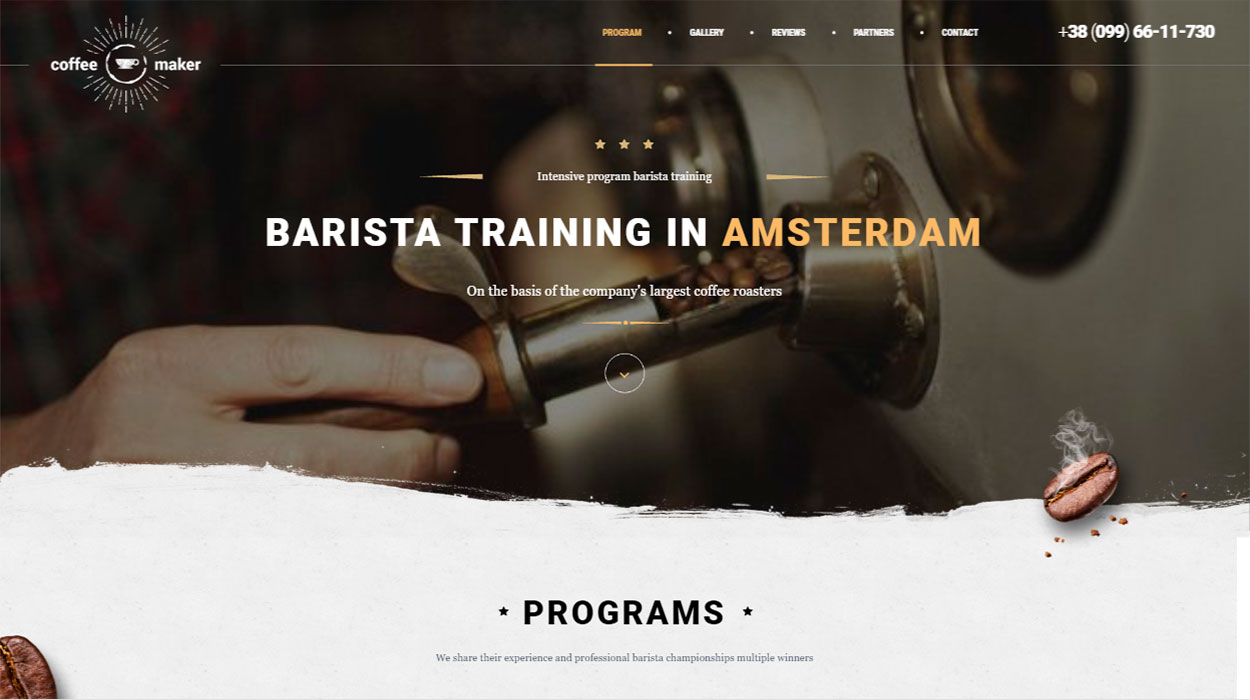 coffee maker
PROGRAM • GALLERY • REVIEWS • PARTNERS • CONTACT
+38 (099) 66-11-730
Intensive program barista training
BARISTA TRAINING IN AMSTERDAM
On the basis of the company's largest coffee roasters
PROGRAMS
We share their experience and professional barista championships multiple winners